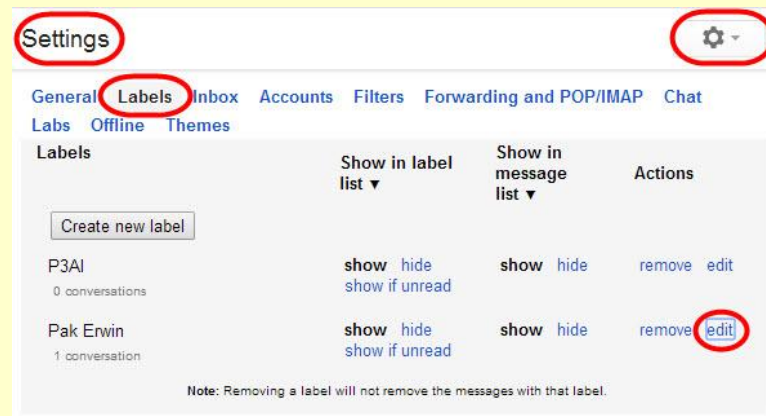 Settings
General Labels Inbox Accounts Filters Forwarding and POP/IMAP Chat
Labs Offline Themes
Labels
Show in label
list ▼
Show in
message
list ▼
Actions
Create new label
P3AI
0 conversations
show hide
show if unread
show hide
remove edit
Pak Erwin
1 conversation
show hide
show if unread
show hide
remove edit
Note: Removing a label will not remove the messages with that label.